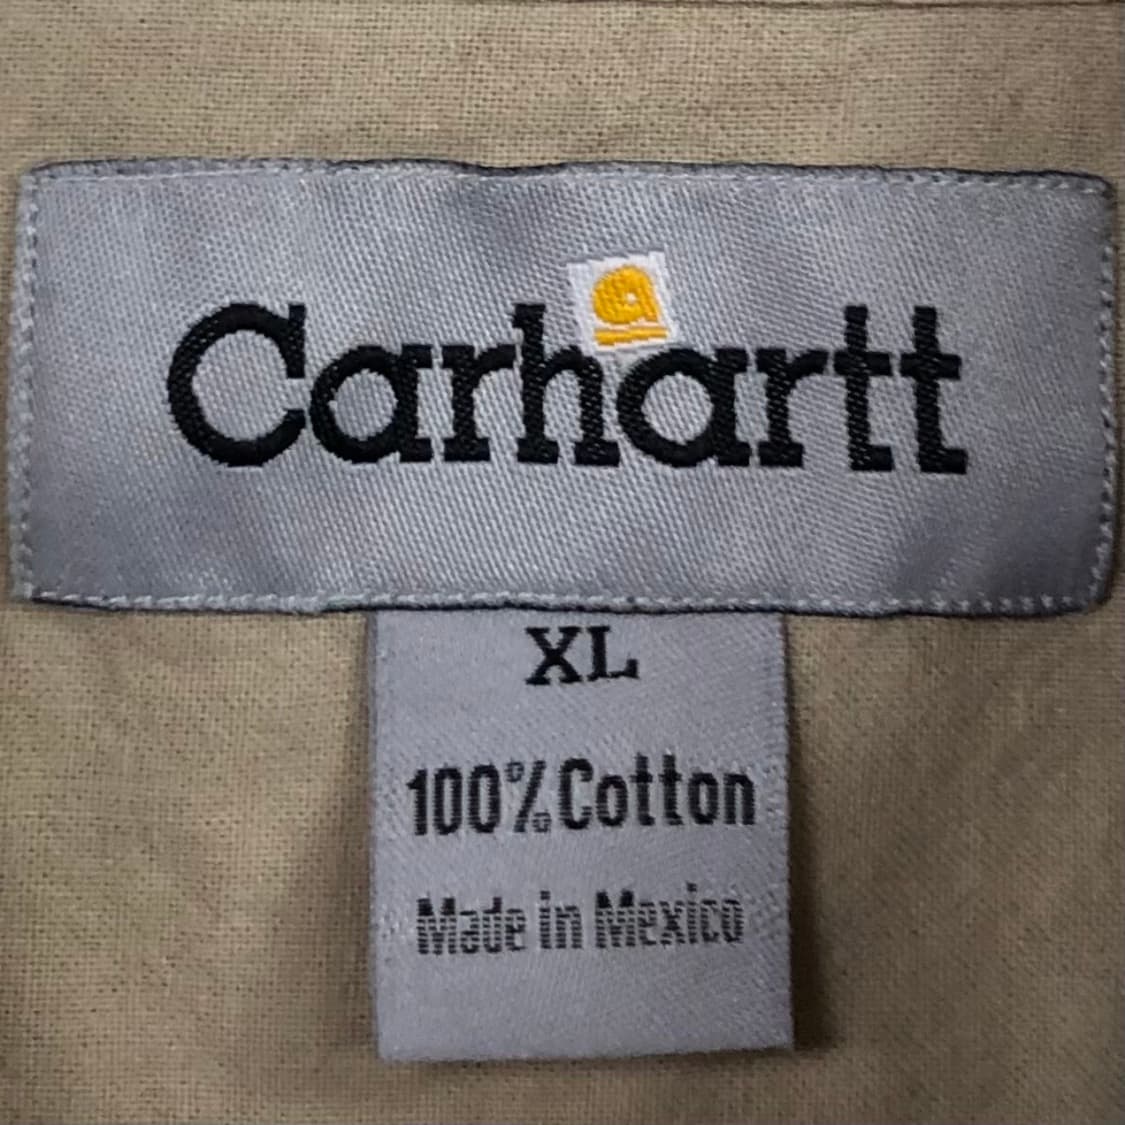 Carhartt
XL
100% Cotton
Made in Mexico